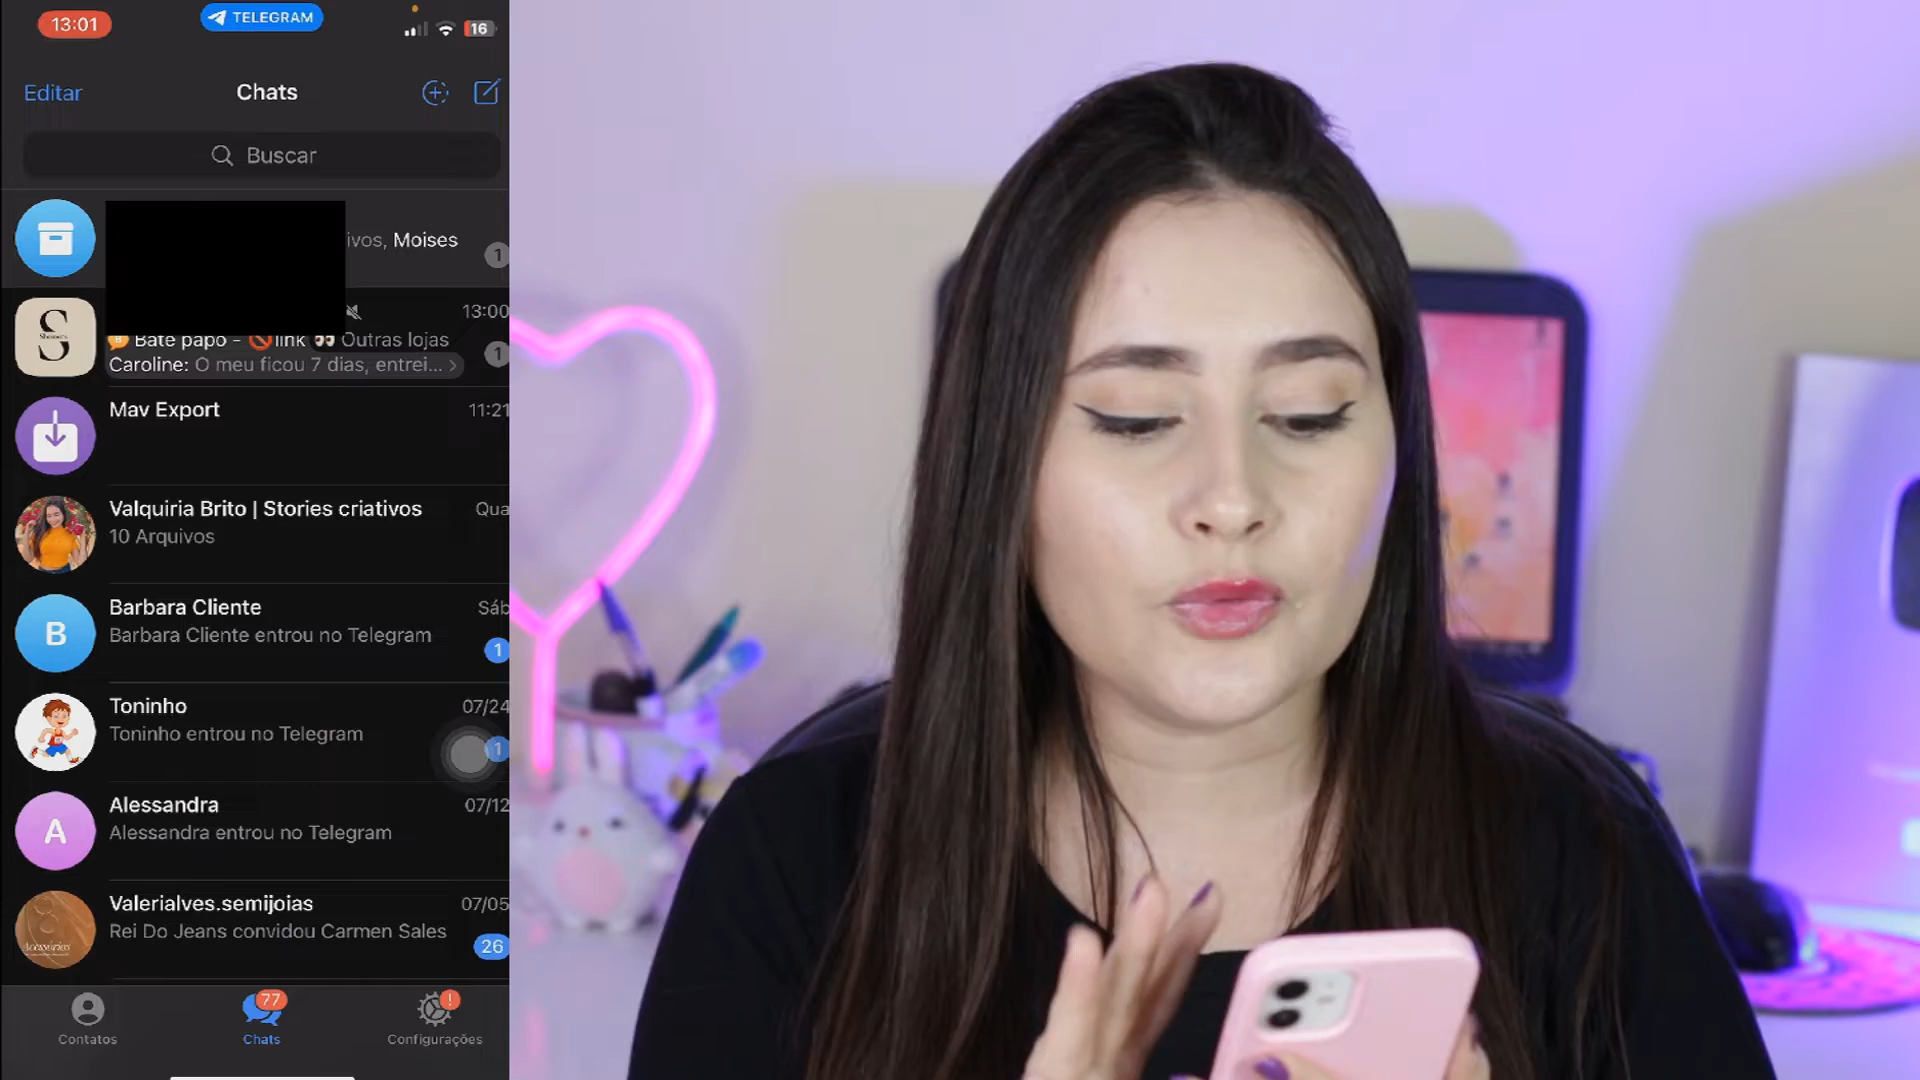 13:01
TELEGRAM
16
Editar
Chats
Buscar
ivos, Moises
1
S
13:00
Bate papo - 🚫link 👀 Outras lojas
Caroline: O meu ficou 7 dias, entrei...
1
Mav Export
11:21
Valquiria Brito | Stories criativos
Qua
10 Arquivos
B
Barbara Cliente
Sáb
Barbara Cliente entrou no Telegram
1
Toninho
07/24
Toninho entrou no Telegram
1
A
Alessandra
07/12
Alessandra entrou no Telegram
Valerialves.semijoias
07/05
Rei Do Jeans convidou Carmen Sales
26
77
!
Contatos
Chats
Configurações